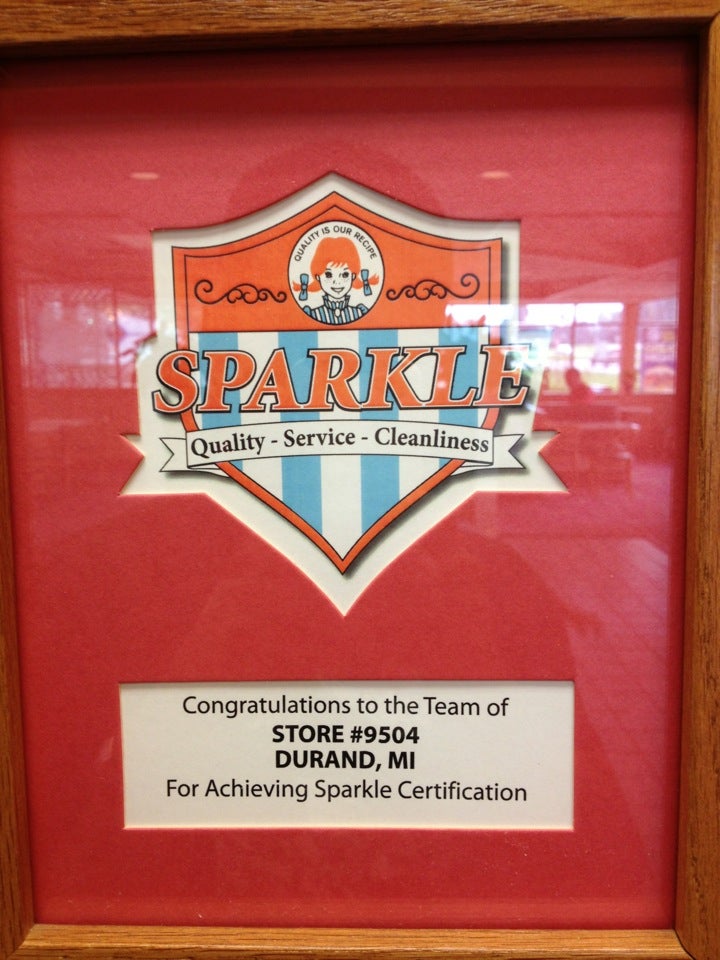 QUALITY IS OUR RECIPE
SPARKLE
Quality - Service - Cleanliness
Congratulations to the Team of
STORE #9504
DURAND, MI
For Achieving Sparkle Certification